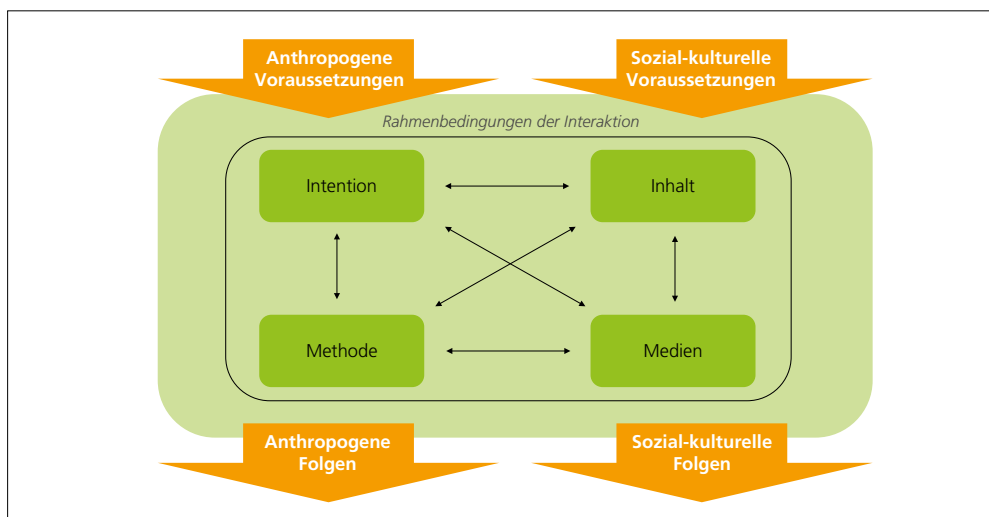 Anthropogene
Voraussetzungen
Sozial-kulturelle
Voraussetzungen
Rahmenbedingungen der Interaktion
Intention
Inhalt
Methode
Medien
Anthropogene
Folgen
Sozial-kulturelle
Folgen